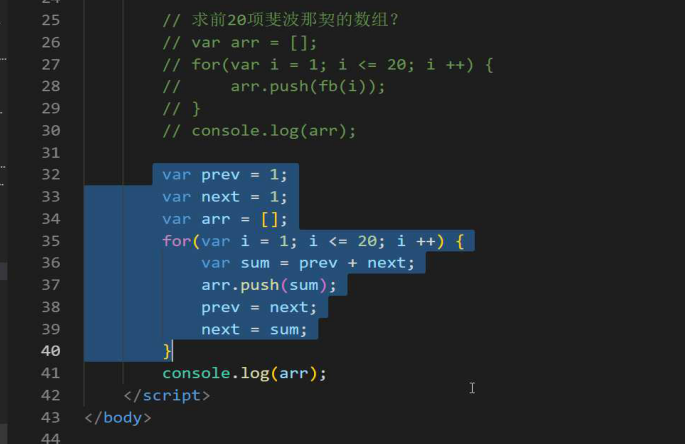 25 // 求前20项斐波那契的数组？
26 // var arr = [];
27 // for(var i = 1; i <= 20; i ++) {
28 //     arr.push(fb(i));
29 // }
30 // console.log(arr);
31
32 var prev = 1;
33 var next = 1;
34 var arr = [];
35 for(var i = 1; i <= 20; i ++) {
36     var sum = prev + next;
37     arr.push(sum);
38     prev = next;
39     next = sum;
40 }
41 console.log(arr);
42 </script>
43 </body>
44